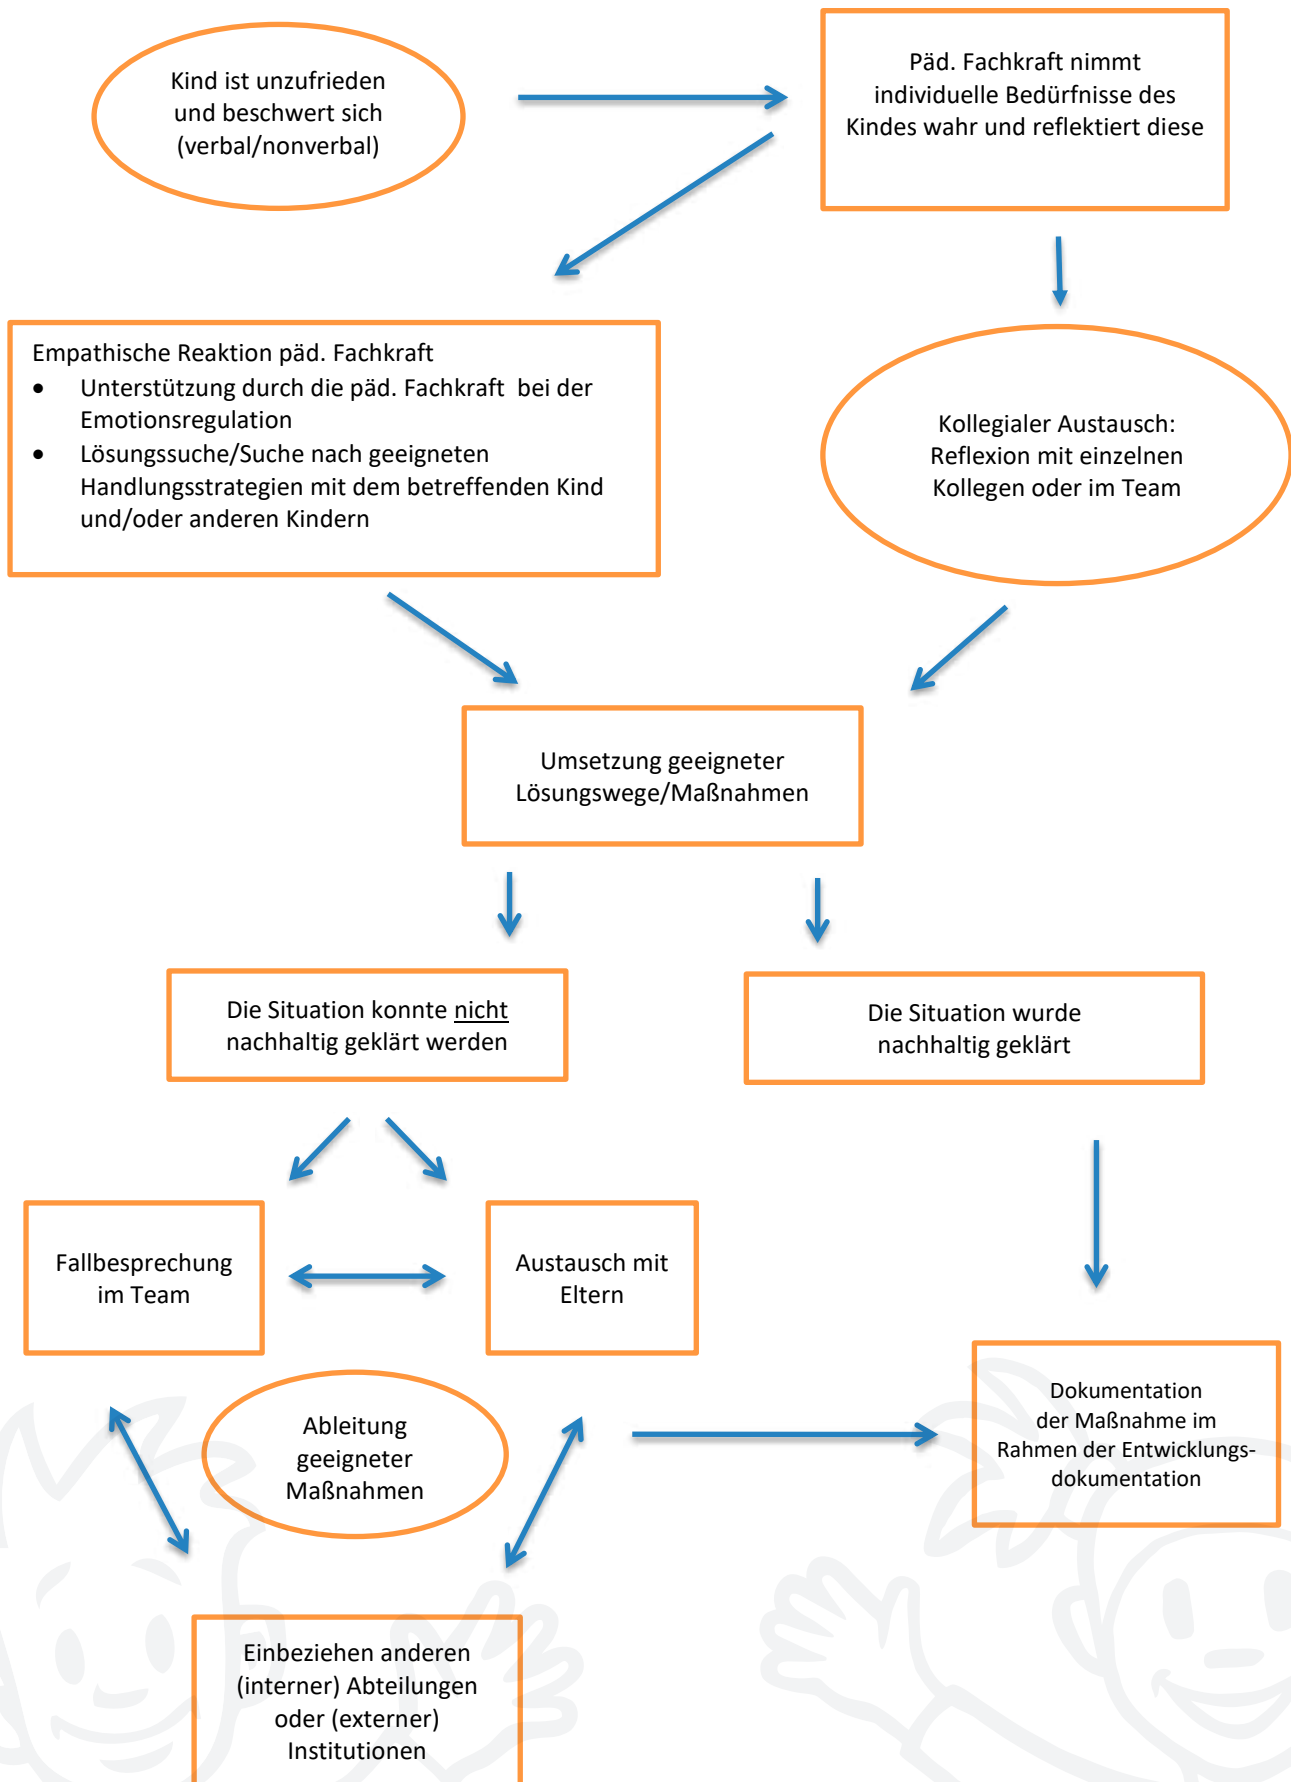 Kind ist unzufrieden
und beschwert sich
(verbal/nonverbal)
Päd. Fachkraft nimmt
individuelle Bedürfnisse des
Kindes wahr und reflektiert diese
Empathische Reaktion päd. Fachkraft
• Unterstützung durch die päd. Fachkraft bei der
Emotionsregulation
• Lösungssuche/Suche nach geeigneten
Handlungsstrategien mit dem betreffenden Kind
und/oder anderen Kindern
Kollegialer Austausch:
Reflexion mit einzelnen
Kollegen oder im Team
Umsetzung geeigneter
Lösungswege/Maßnahmen
Die Situation konnte nicht
nachhaltig geklärt werden
Die Situation wurde
nachhaltig geklärt
Fallbesprechung
im Team
Austausch mit
Eltern
Ableitung
geeigneter
Maßnahmen
Dokumentation
der Maßnahme im
Rahmen der Entwicklungs-
dokumentation
Einbeziehen anderen
(interner) Abteilungen
oder (externer)
Institutionen